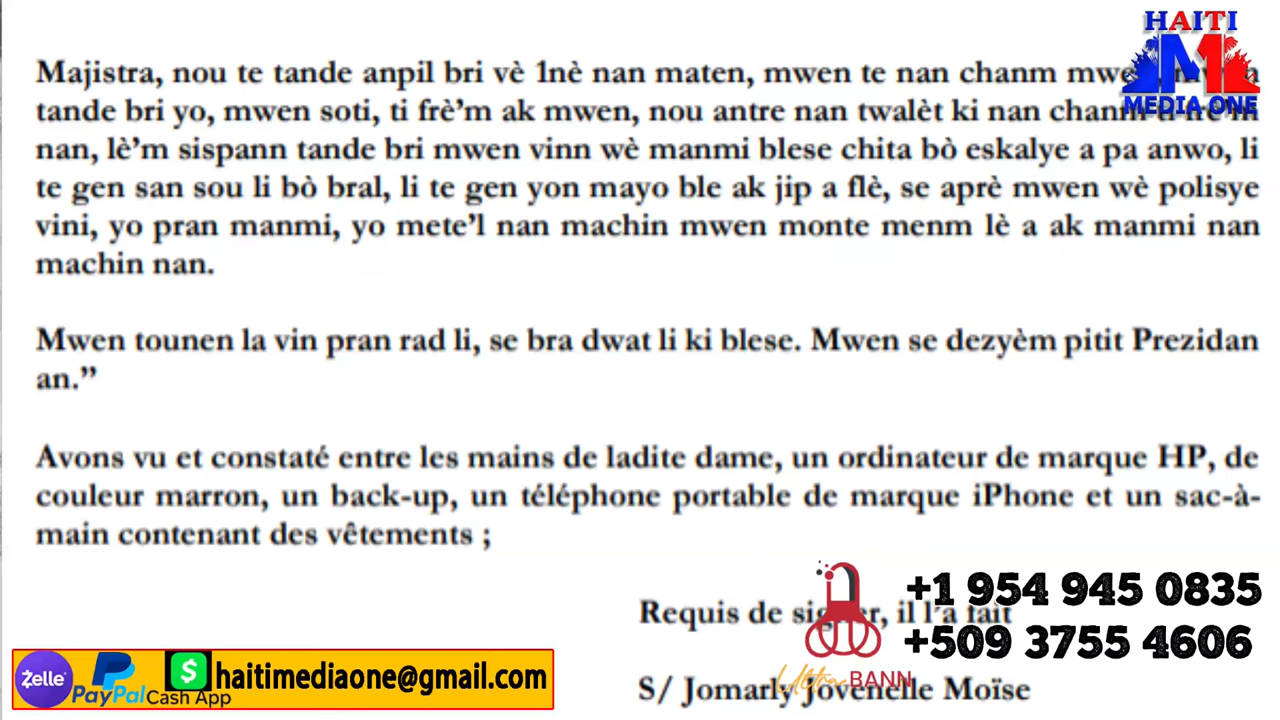 HAITI
Majistra, nou te tande anpil bri vè 1nè nan maten, mwen te nan chanm
MEDIA ONE
tande bri yo, mwen soti, ti frè’m ak mwen, nou antre nan twalèt ki nan
nan, lè’m sispann tande bri mwen vinn wè manmi blese chita bò eskalye a pa anwo, li
te gen san sou li bò bral, li te gen yon mayo ble ak jip a flè, se aprè mwen wè polisye
vini, yo pran manmi, yo mete’l nan machin mwen monte menm lè a ak manmi nan
machin nan.
Mwen tounen la vin pran rad li, se bra dwat li ki blese. Mwen se dezyèm pitit Prezidan
an.”
Avons vu et constaté entre les mains de ladite dame, un ordinateur de marque HP, de
couleur marron, un back-up, un téléphone portable de marque iPhone et un sac-à-
main contenant des vêtements ;
+1 954 945 0835
Requis de signer, il l’a fait
+509 3755 4606
Zelle PayPal $ Cash App haitimediaone@gmail.com
BANN
S/ Jomarly Jovenelle Moïse